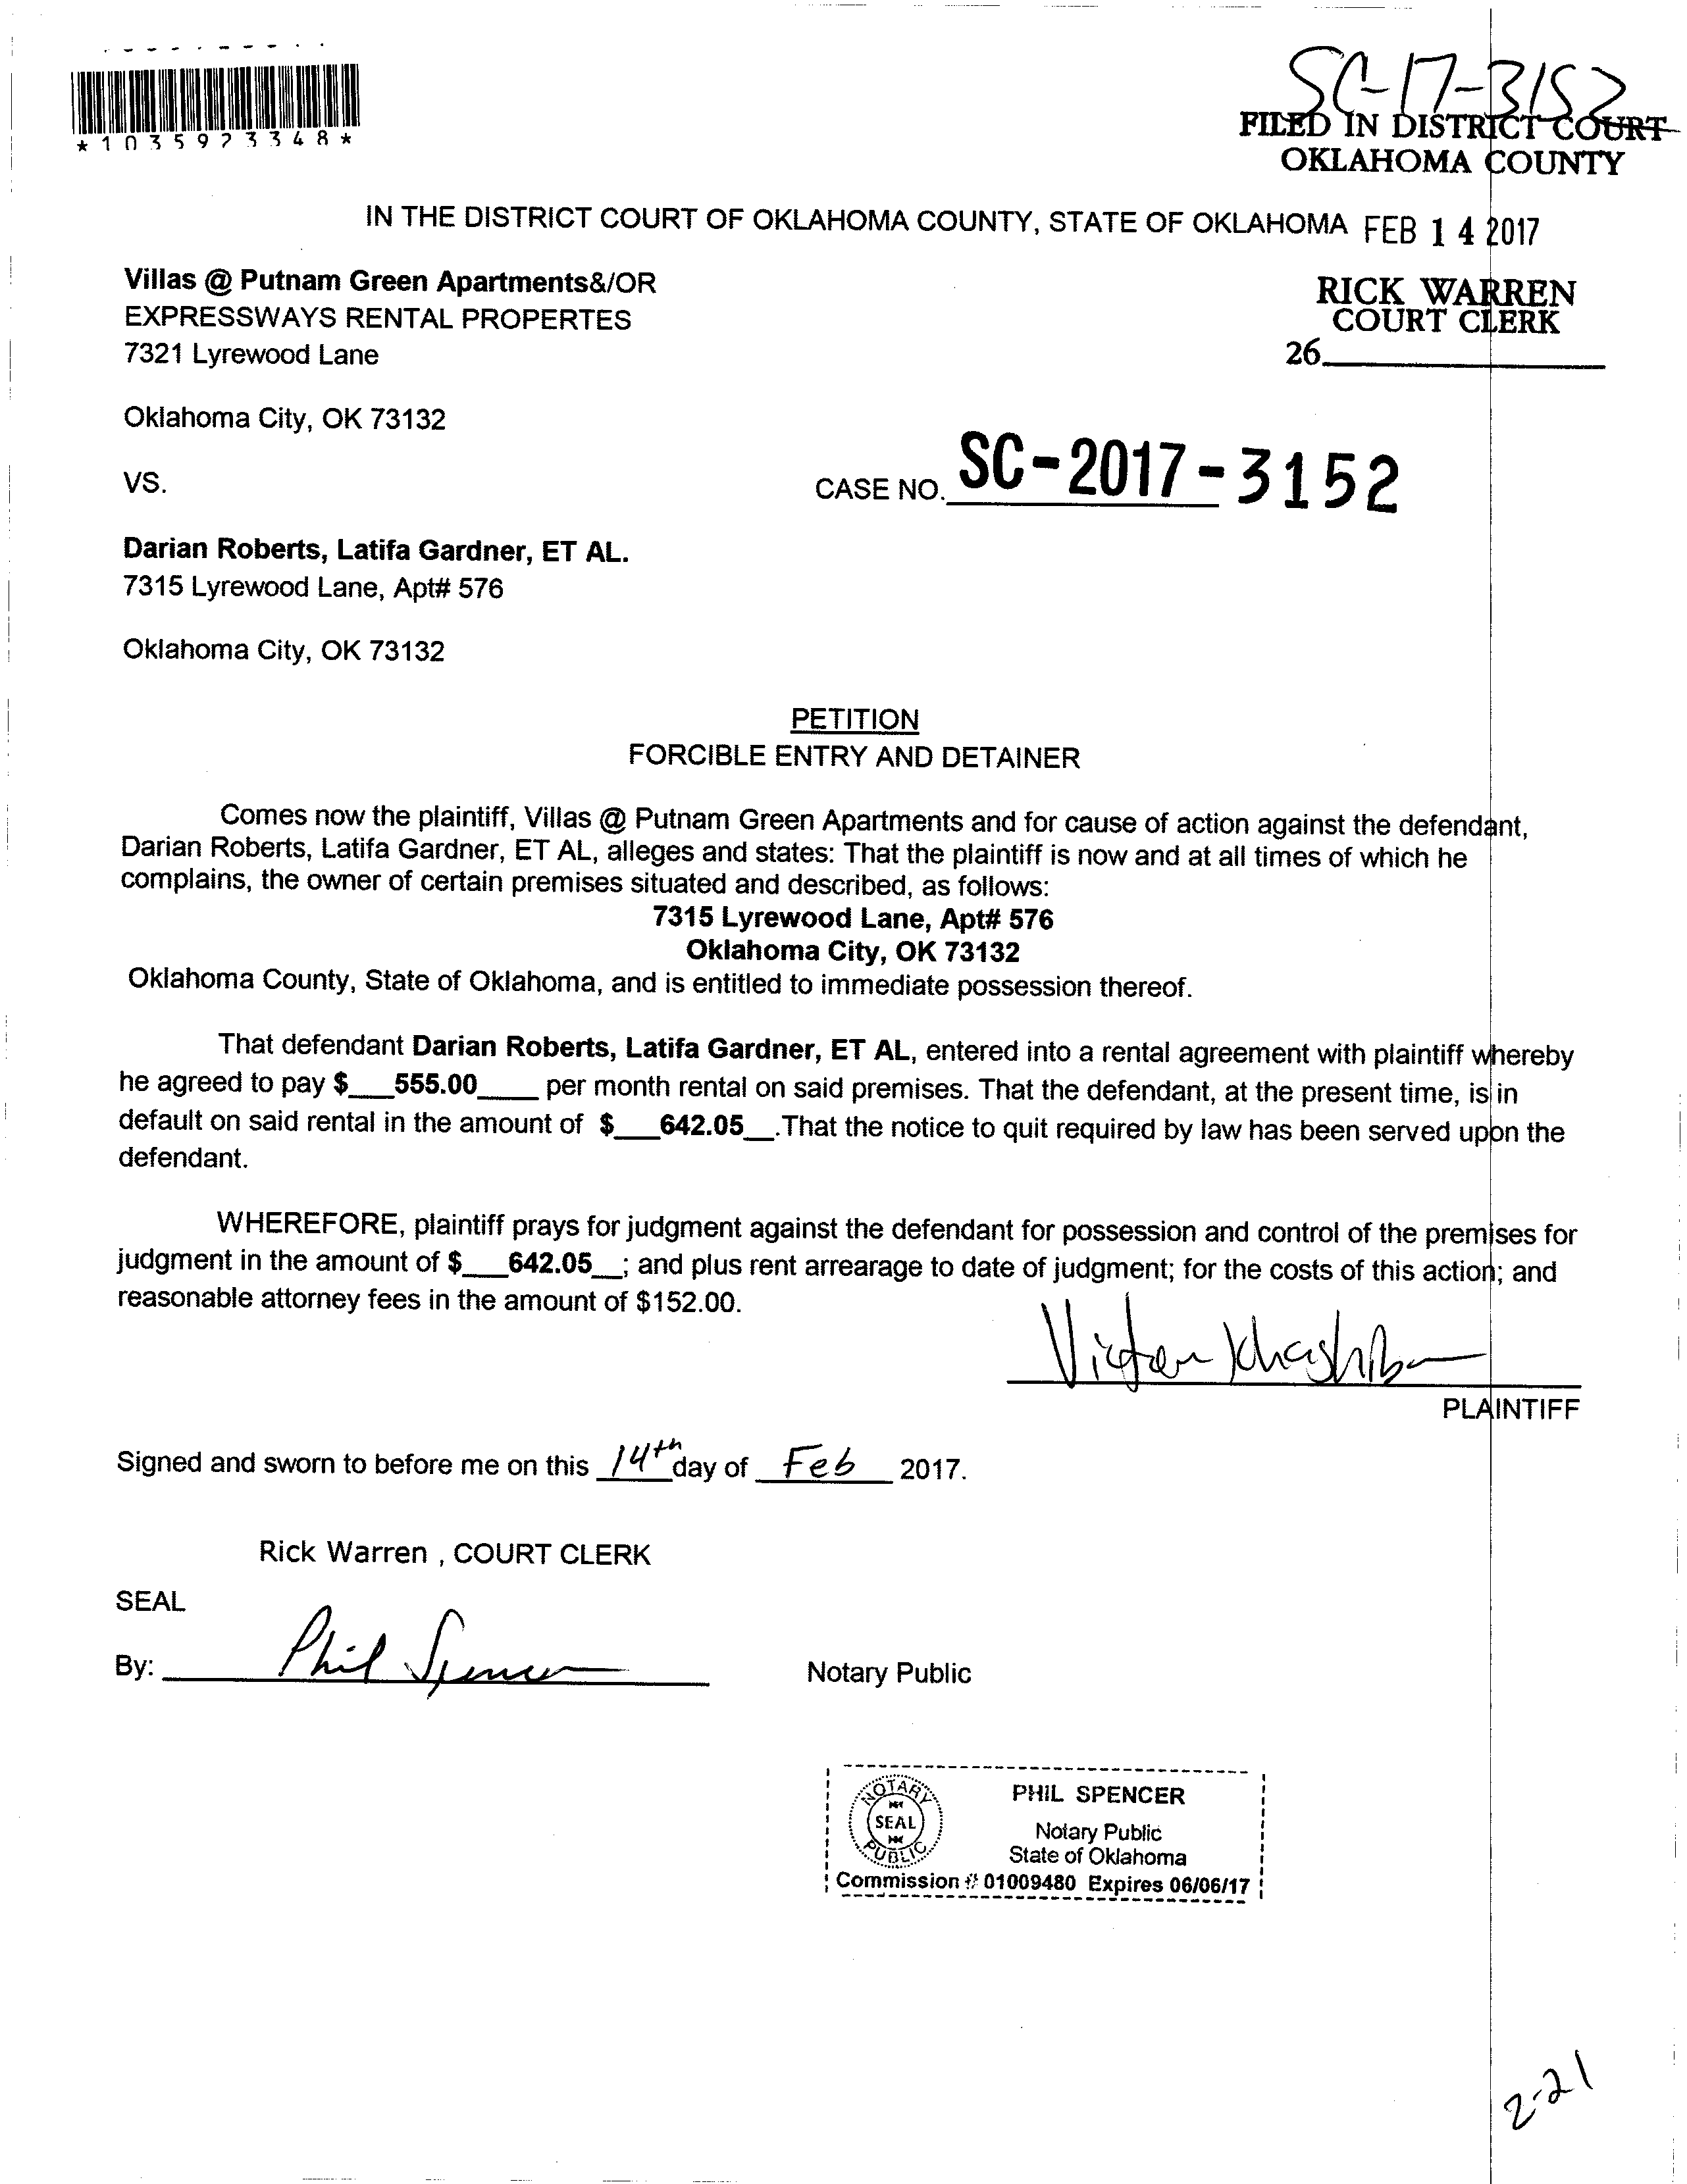 SC-17-3152
*1035923348*
FILED IN DISTRICT COURT
OKLAHOMA COUNTY
IN THE DISTRICT COURT OF OKLAHOMA COUNTY, STATE OF OKLAHOMA FEB 14 2017
Villas @ Putnam Green Apartments&/OR
EXPRESSWAYS RENTAL PROPERTES
7321 Lyrewood Lane
RICK WARREN
COURT CLERK
26
Oklahoma City, OK 73132
VS.
CASE NO. SC-2017-3152
Darian Roberts, Latifa Gardner, ET AL.
7315 Lyrewood Lane, Apt# 576
Oklahoma City, OK 73132
PETITION
FORCIBLE ENTRY AND DETAINER
Comes now the plaintiff, Villas @ Putnam Green Apartments and for cause of action against the defendant,
Darian Roberts, Latifa Gardner, ET AL, alleges and states: That the plaintiff is now and at all times of which he
complains, the owner of certain premises situated and described, as follows:
7315 Lyrewood Lane, Apt# 576
Oklahoma City, OK 73132
Oklahoma County, State of Oklahoma, and is entitled to immediate possession thereof.
That defendant Darian Roberts, Latifa Gardner, ET AL, entered into a rental agreement with plaintiff whereby
he agreed to pay $___555.00____ per month rental on said premises. That the defendant, at the present time, is in
default on said rental in the amount of $___642.05__.That the notice to quit required by law has been served upon the
defendant.
WHEREFORE, plaintiff prays for judgment against the defendant for possession and control of the premises for
judgment in the amount of $___642.05__; and plus rent arrearage to date of judgment; for the costs of this action; and
reasonable attorney fees in the amount of $152.00.
PLAINTIFF
Signed and sworn to before me on this 14th day of Feb 2017.
Rick Warren , COURT CLERK
SEAL
By: Phil Spencer Notary Public
NOTARY
SEAL
PUBLIC
PHIL SPENCER
Notary Public
State of Oklahoma
Commission # 01009480 Expires 06/06/17
2-21